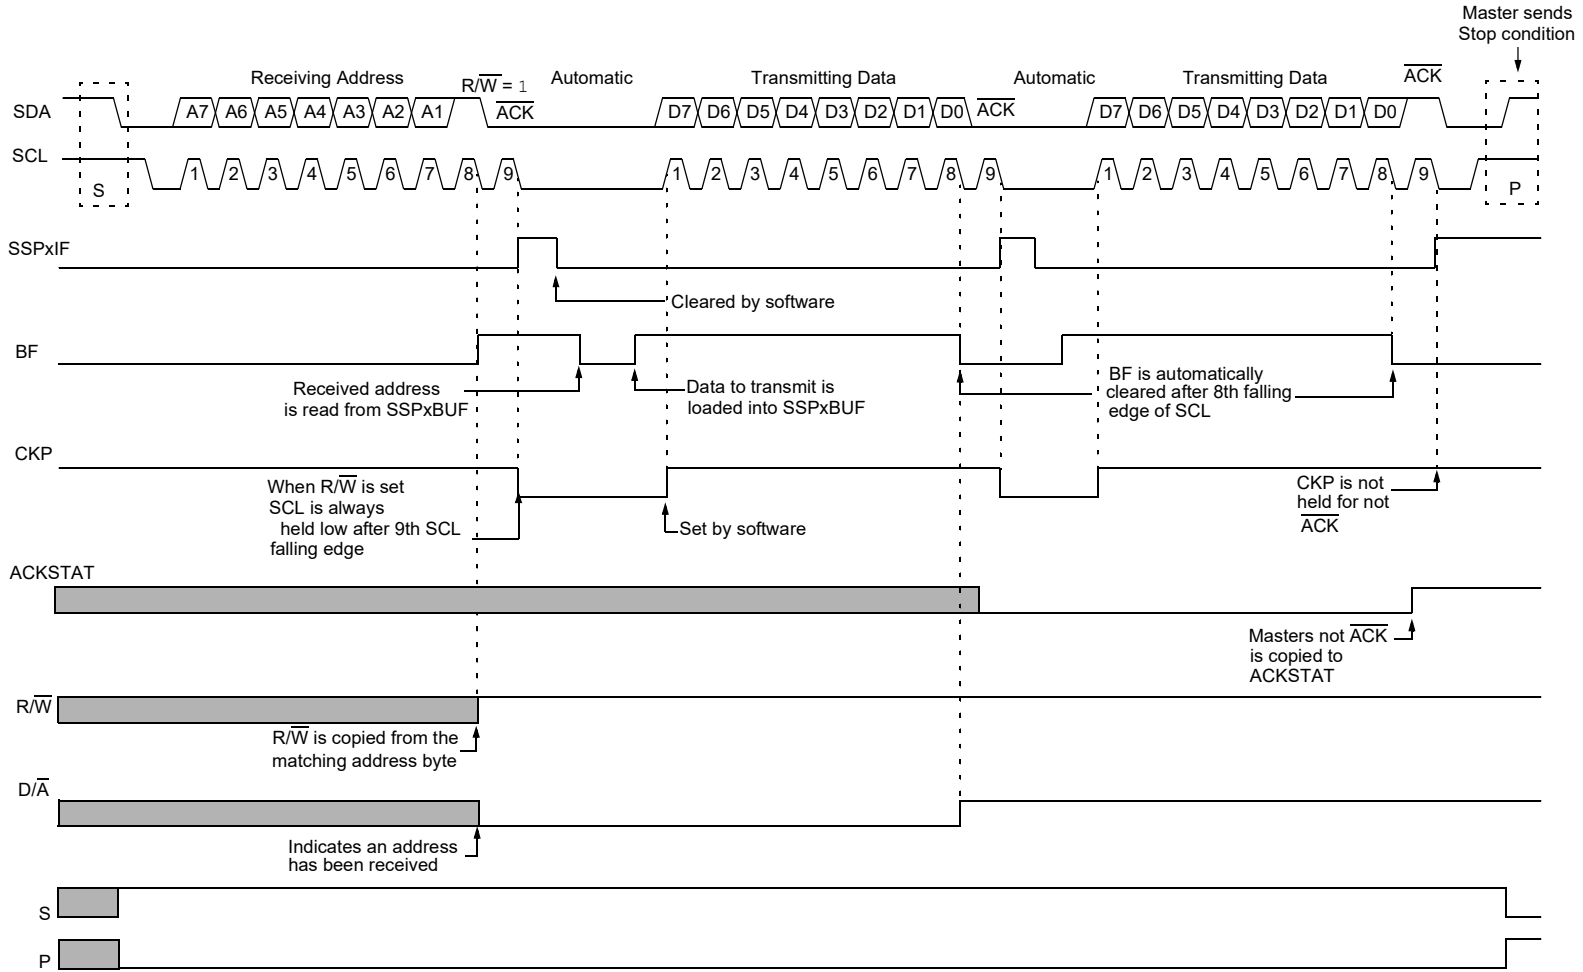 Master sends
Stop condition
Receiving Address
R/W = 1
Automatic
Transmitting Data
Automatic
Transmitting Data
ACK
SDA
A7 A6 A5 A4 A3 A2 A1
ACK
D7 D6 D5 D4 D3 D2 D1 D0
ACK
D7 D6 D5 D4 D3 D2 D1 D0
SCL
S
1 2 3 4 5 6 7 8 9
1 2 3 4 5 6 7 8 9
1 2 3 4 5 6 7 8 9
P
SSPxIF
Cleared by software
BF
Received address
is read from SSPxBUF
Data to transmit is
loaded into SSPxBUF
BF is automatically
cleared after 8th falling
edge of SCL
CKP
When R/W is set
SCL is always
held low after 9th SCL
falling edge
Set by software
CKP is not
held for not
ACK
ACKSTAT
Masters not ACK
is copied to
ACKSTAT
R/W
R/W is copied from the
matching address byte
D/A
Indicates an address
has been received
S
P